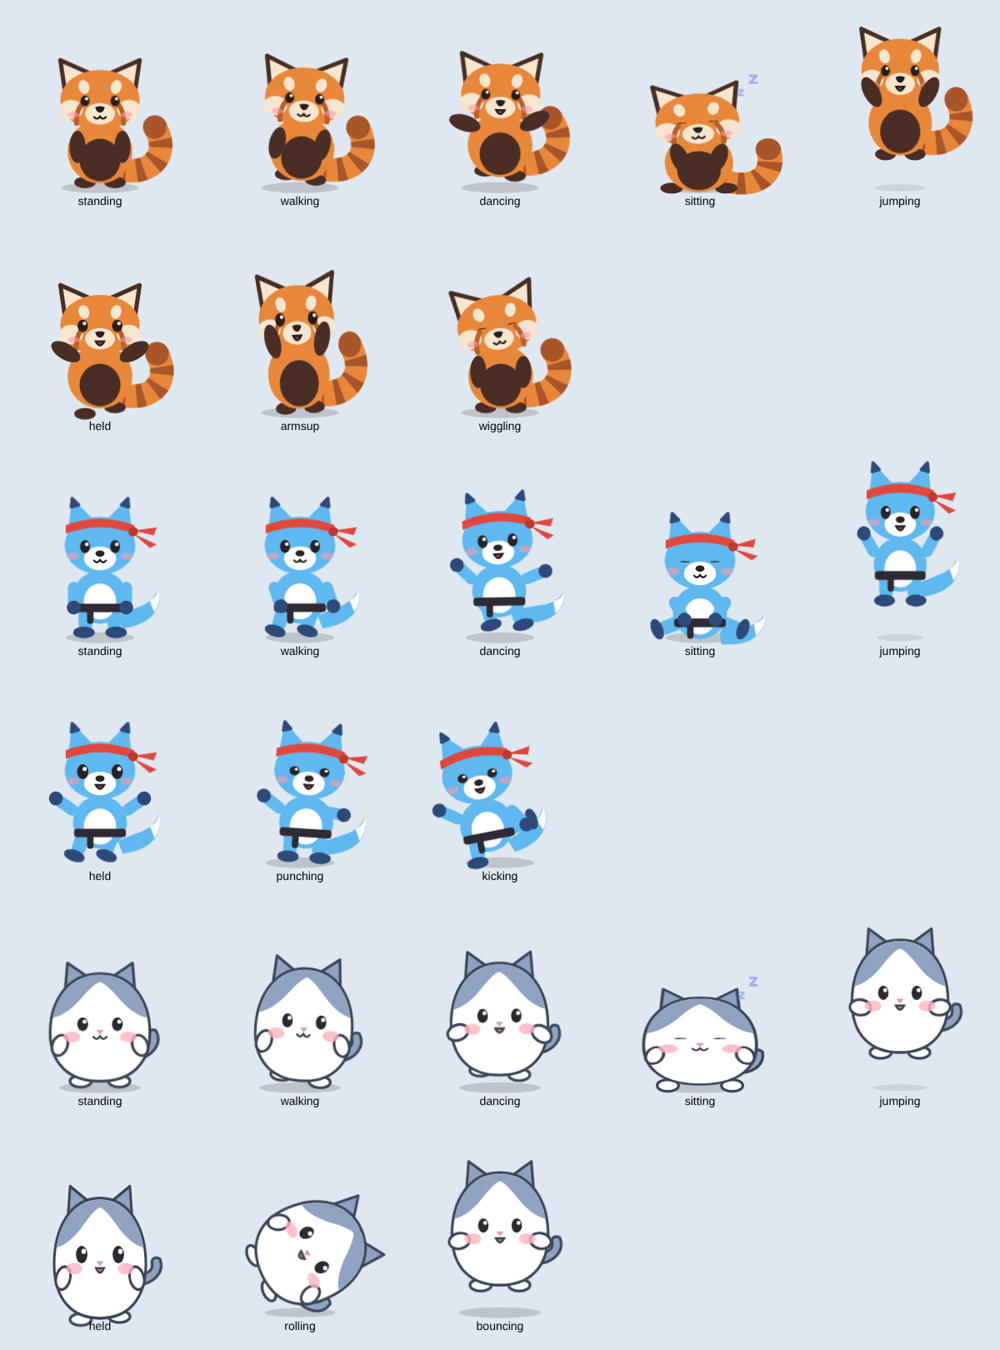 z
z
standing
walking
dancing
sitting
jumping
held
armsup
wiggling
standing
walking
dancing
sitting
jumping
held
punching
kicking
z
z
standing
walking
dancing
sitting
jumping
held
rolling
bouncing